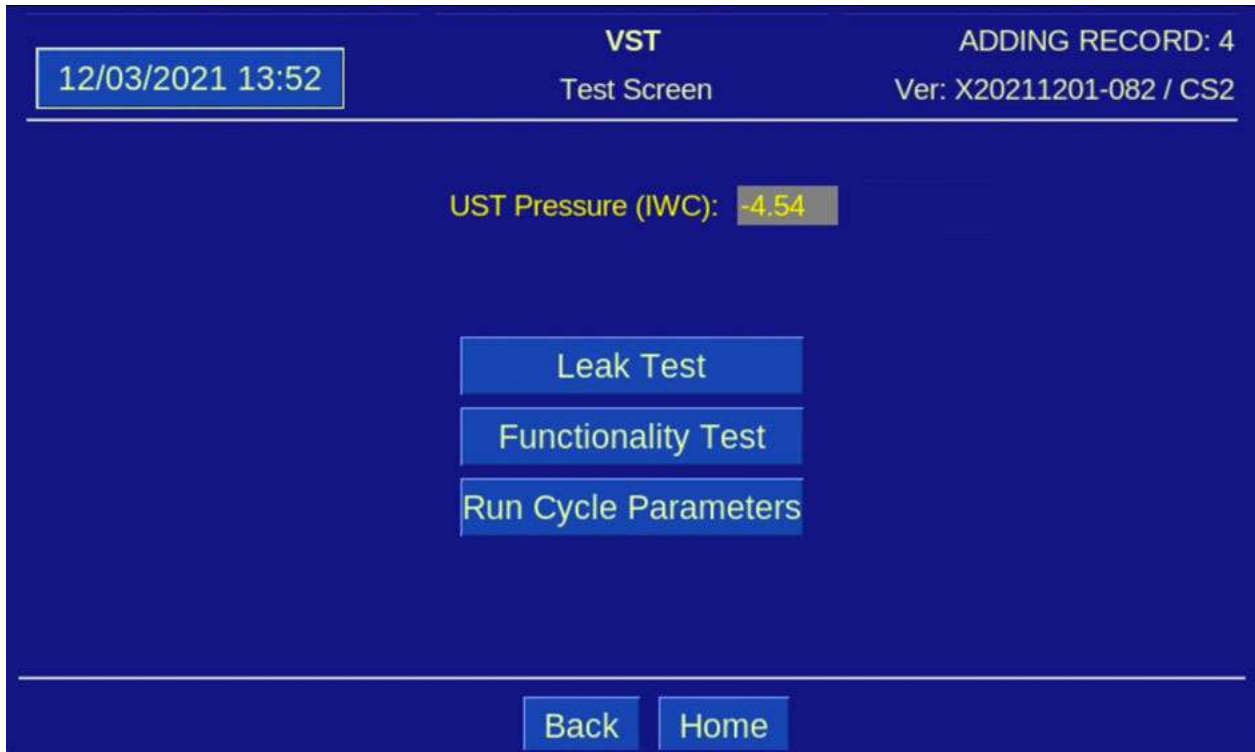 VST
ADDING RECORD: 4
12/03/2021 13:52
Test Screen
Ver: X20211201-082 / CS2
UST Pressure (IWC): -4.54
Leak Test
Functionality Test
Run Cycle Parameters
Back
Home